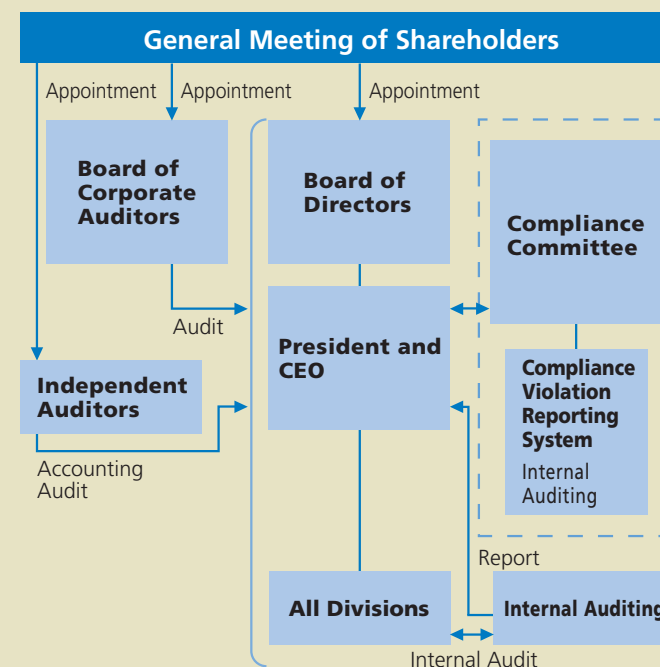 General Meeting of Shareholders
Appointment
Appointment
Appointment
Board of
Corporate
Auditors
Board of
Directors
Compliance
Committee
Audit
President and
CEO
Independent
Auditors
Compliance
Violation
Reporting
System
Internal
Auditing
Accounting
Audit
Report
All Divisions
Internal Auditing
Internal Audit